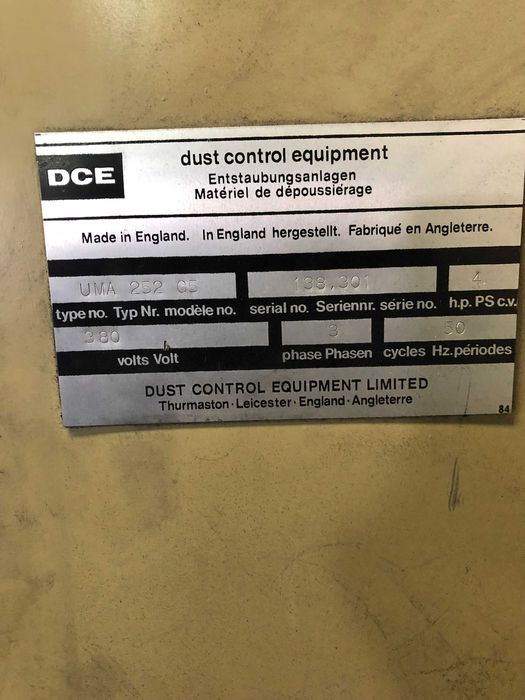 DCE
dust control equipment
Entstaubungsanlagen
Matériel de dépoussiérage
Made in England. In England hergestellt. Fabriqué en Angleterre.
UMA 252 G5 138,301 4.
type no. Typ Nr. modèle no. serial no. Seriennr. série no. h.p. PS c.v.
380 3 50
volts Volt phase Phasen cycles Hz.périodes
DUST CONTROL EQUIPMENT LIMITED
Thurmaston·Leicester·England·Angleterre
84